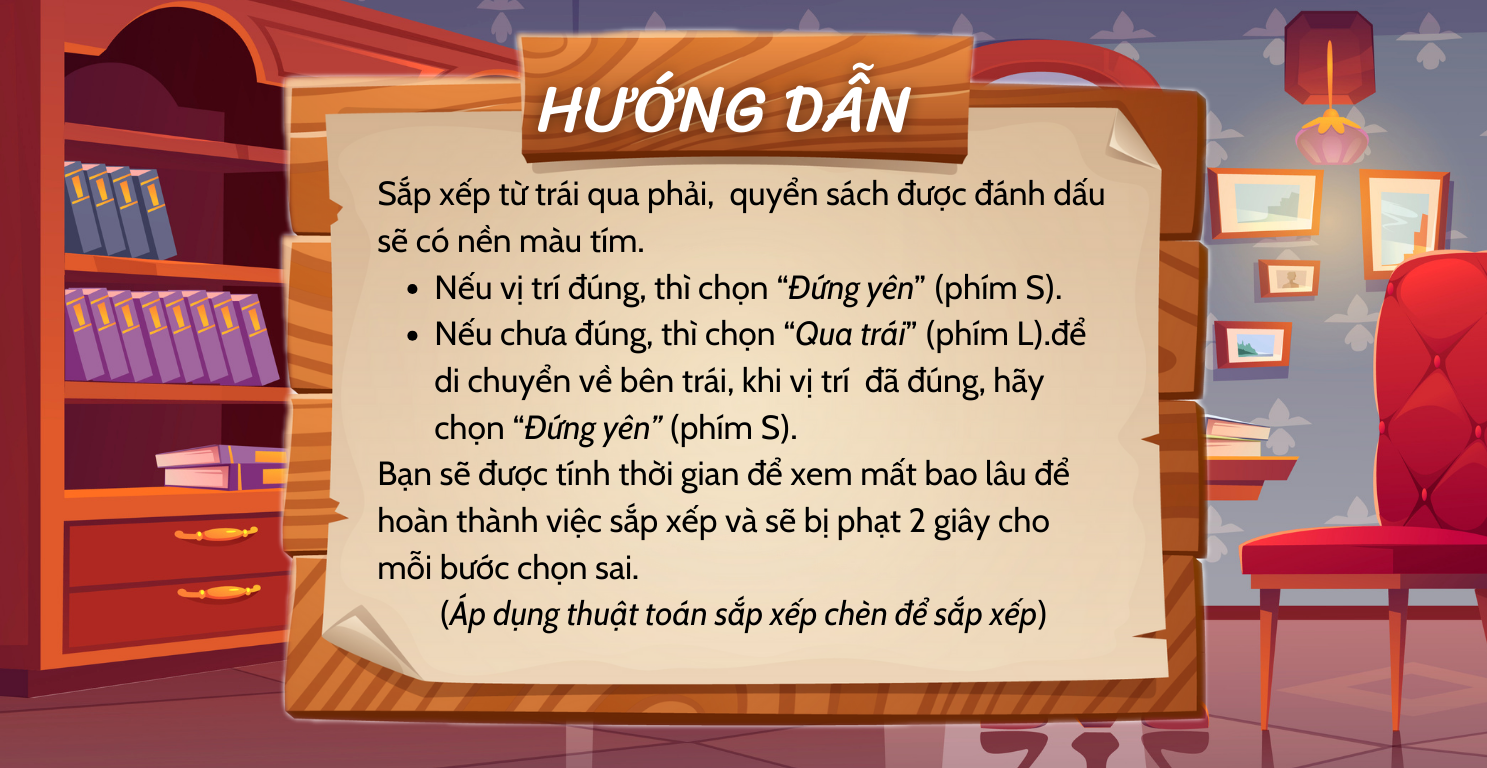 HƯỚNG DẪN
Sắp xếp từ trái qua phải, quyển sách được đánh dấu
sẽ có nền màu tím.
• Nếu vị trí đúng, thì chọn “Đứng yên” (phím S).
• Nếu chưa đúng, thì chọn “Qua trái” (phím L).để
di chuyển về bên trái, khi vị trí đã đúng, hãy
chọn “Đứng yên” (phím S).
Bạn sẽ được tính thời gian để xem mất bao lâu để
hoàn thành việc sắp xếp và sẽ bị phạt 2 giây cho
mỗi bước chọn sai.
(Áp dụng thuật toán sắp xếp chèn để sắp xếp)